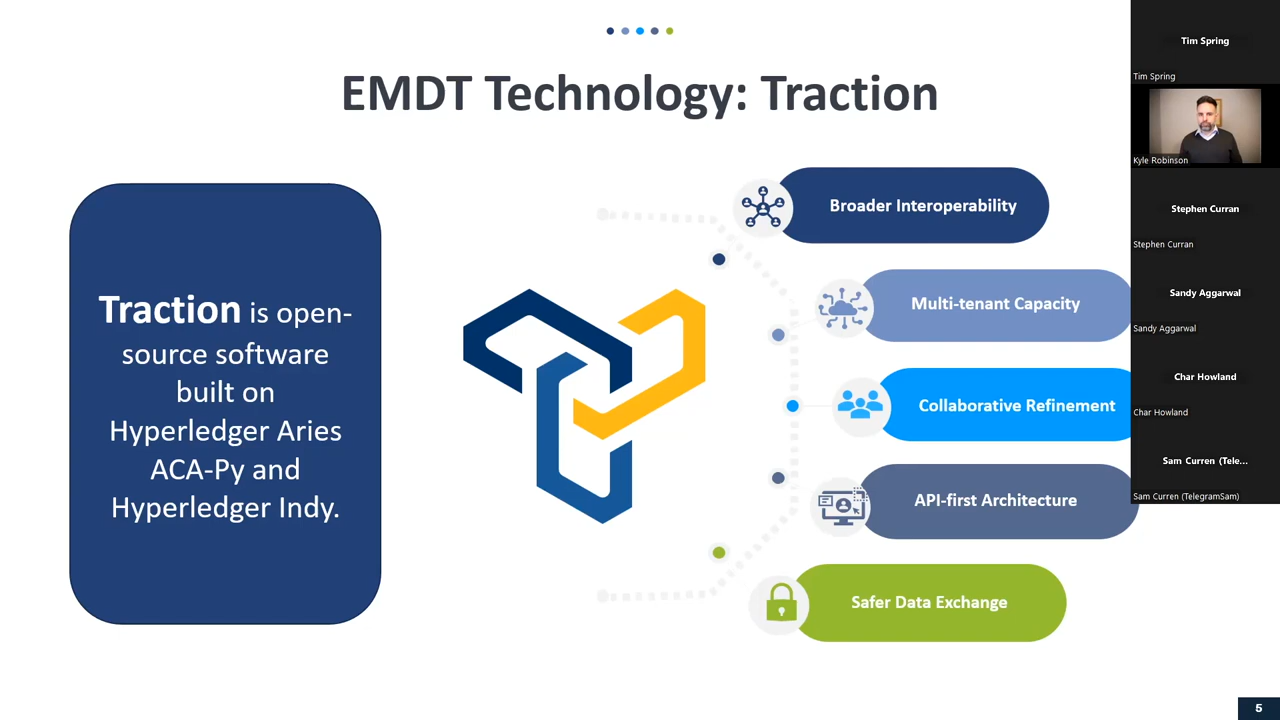 EMDT Technology: Traction
Traction is open-
source software
built on
Hyperledger Aries
ACA-Py and
Hyperledger Indy.
Broader Interoperability
Multi-tenant Capacity
Collaborative Refinement
API-first Architecture
Safer Data Exchange
Tim Spring
Tim Spring
Kyle Robinson
Stephen Curran
Stephen Curran
Sandy Aggarwal
Sandy Aggarwal
Char Howland
Char Howland
Sam Curren (Tele...
Sam Curren (TelegramSam)
5